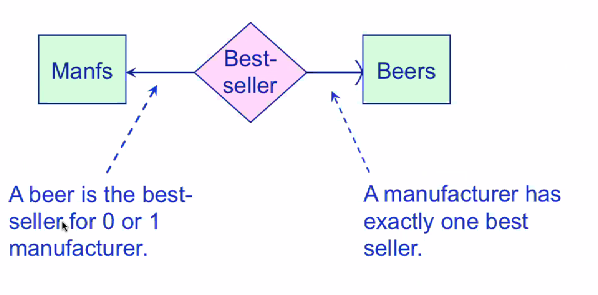 Manfs
Best-
seller
Beers
A beer is the best-
seller for 0 or 1
manufacturer.
A manufacturer has
exactly one best
seller.